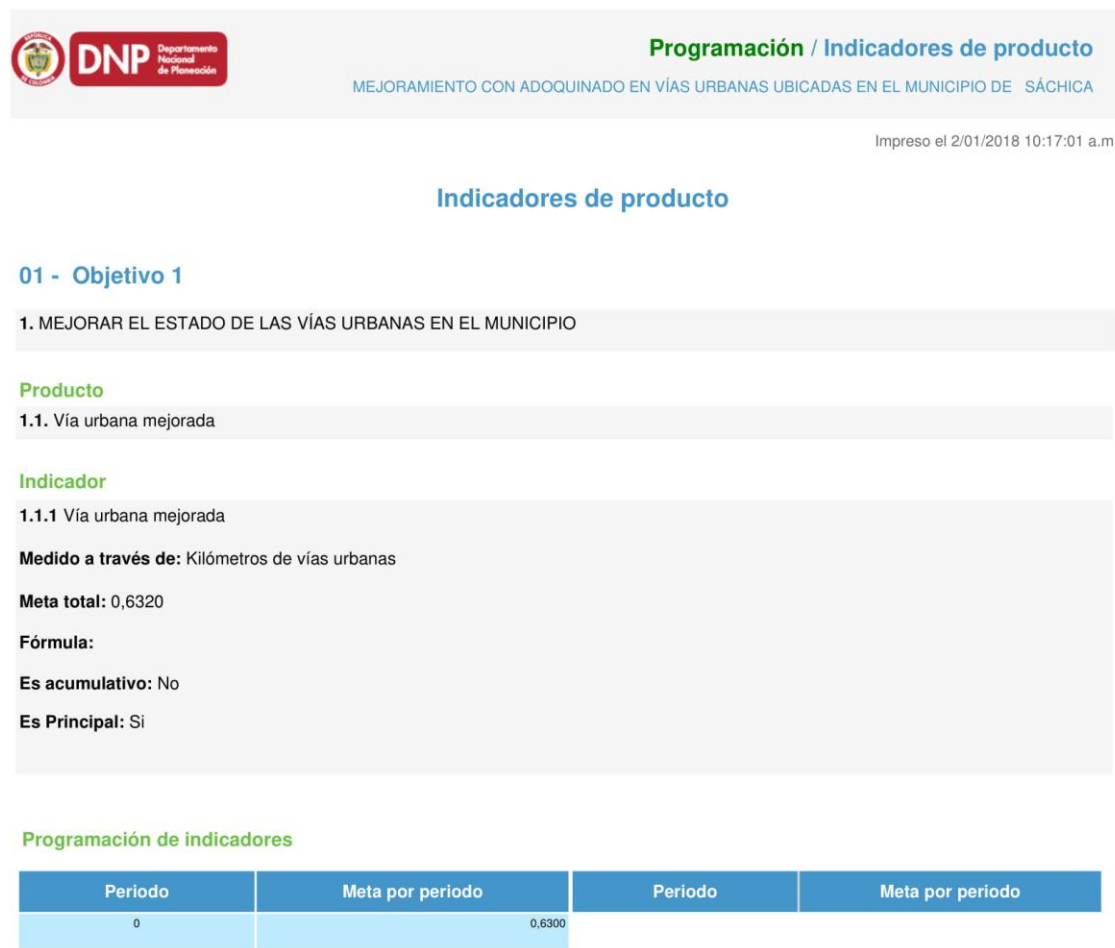 DNP Departamento
Nacional
de Planeación
Programación / Indicadores de producto
MEJORAMIENTO CON ADOQUINADO EN VÍAS URBANAS UBICADAS EN EL MUNICIPIO DE SÁCHICA
Impreso el 2/01/2018 10:17:01 a.m
Indicadores de producto
01 - Objetivo 1
1. MEJORAR EL ESTADO DE LAS VÍAS URBANAS EN EL MUNICIPIO
Producto
1.1. Vía urbana mejorada
Indicador
1.1.1 Vía urbana mejorada
Medido a través de: Kilómetros de vías urbanas
Meta total: 0,6320
Fórmula:
Es acumulativo: No
Es Principal: Si
Programación de indicadores
Periodo Meta por periodo Periodo Meta por periodo
0 0,6300